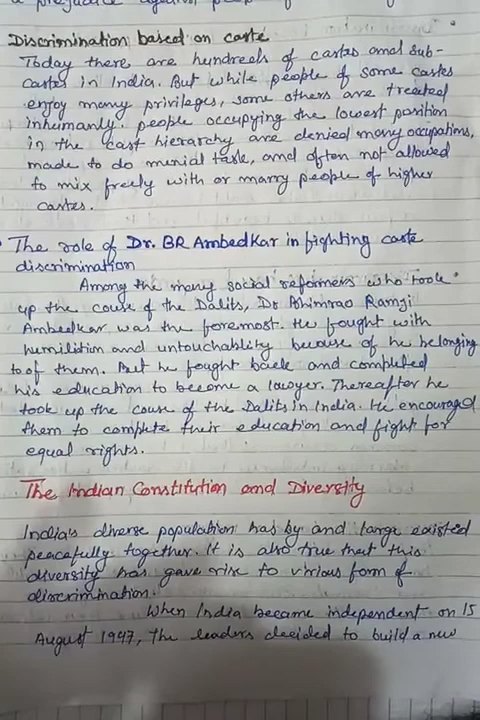 a prejudice against peop
Discrimination based on caste
Today there are hundreels of castes and sub-
castes in India. But while people of some castes
enjoy many privileges, some others are treated
inhumanly. people occupying the lowest position
in the cast hierarchy are denied many occupations,
made to do menial task, and often not allowed
to mix freely with or marry people of higher
castes.
The role of Dr. BR AmbedKar in fighting caste
discrimination
Among the many social reformers who took
up the couse of the Dalits, Dr Bhimrao Ramji
Ambedkar was the foremost. He fought with
humiliation and untouchablity because of he belonging
to of them. But he fought back and completed
his education to become a lawyer. Thereafter he
took up the couse of the Dalits in India. He encouraged
them to complete their education and fight for
equal rights.
The Indian Constitution and Diversity
India's diverse population has by and large existed
peacefully together. It is also true that this
diversity has gave rise to virious form of
discrimination.
When India became independent on 15
August 1947, The leaders decided to build a new